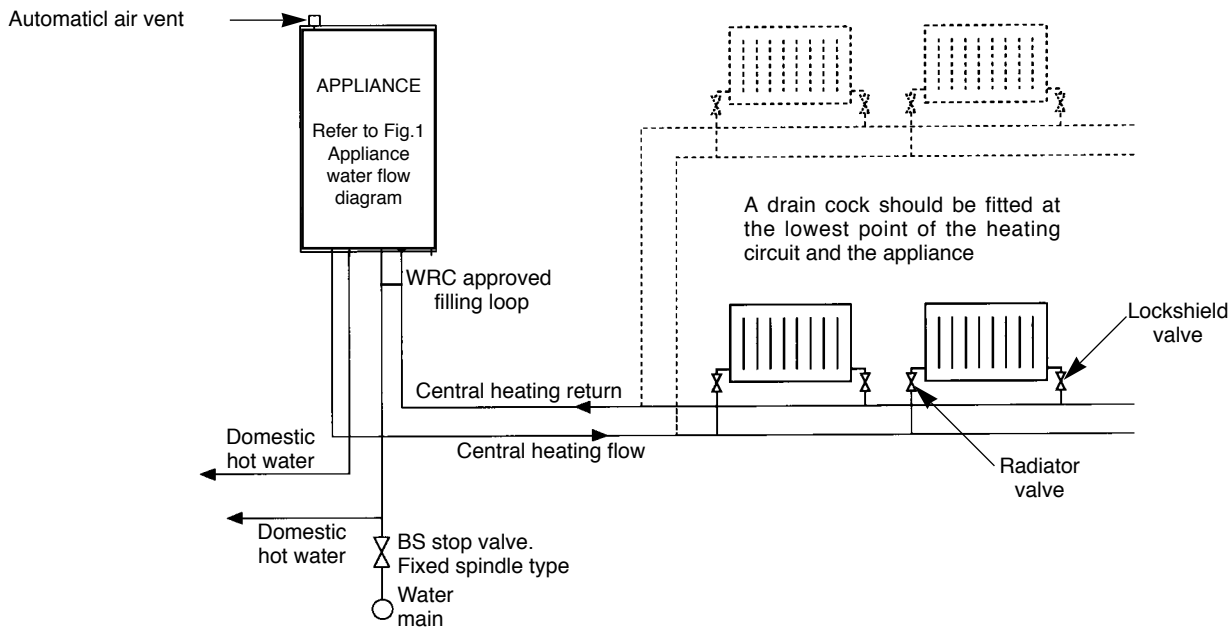 Automaticl air vent
APPLIANCE
Refer to Fig.1
Appliance
water flow
diagram
WRC approved
filling loop
A drain cock should be fitted at
the lowest point of the heating
circuit and the appliance
Lockshield
valve
Central heating return
Central heating flow
Radiator
valve
Domestic
hot water
Domestic
hot water
BS stop valve.
Fixed spindle type
Water
main